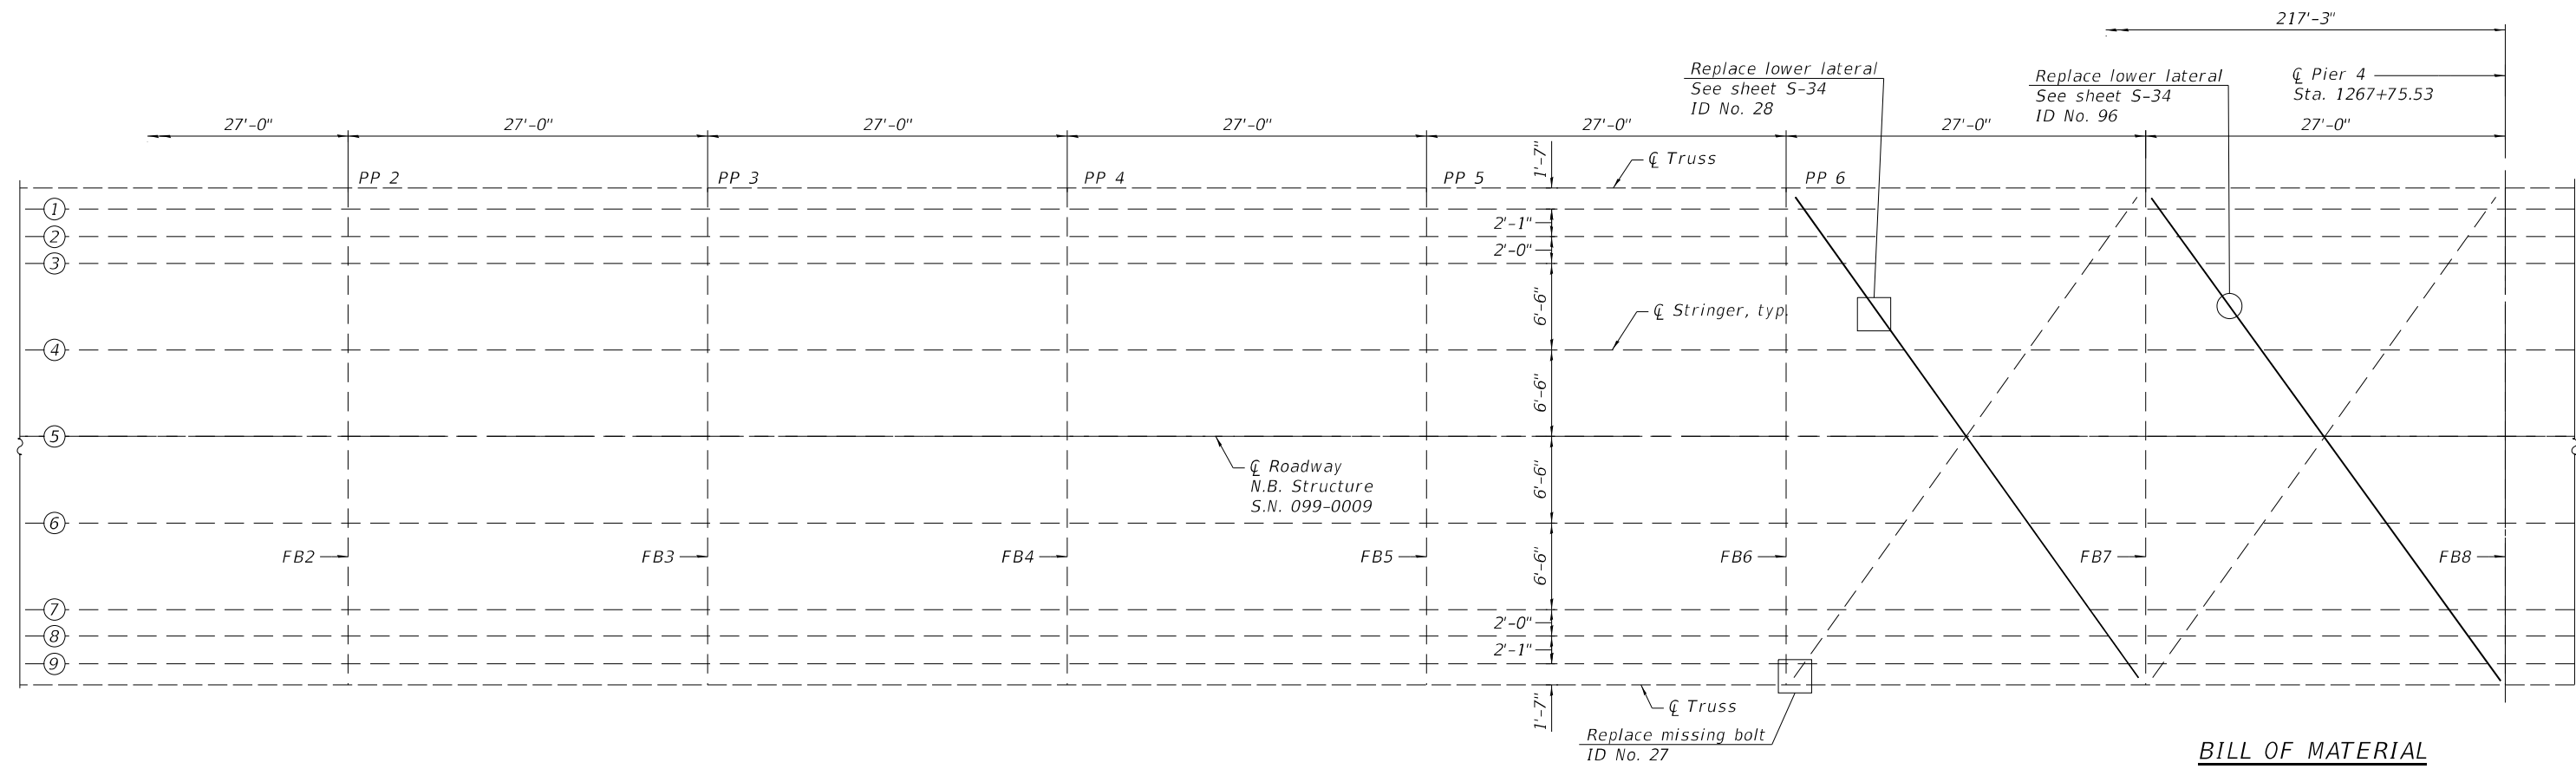 217'-3"
Replace lower lateral
See sheet S-34
ID No. 28
Replace lower lateral
See sheet S-34
ID No. 96
℄ Pier 4
Sta. 1267+75.53
27'-0" 27'-0" 27'-0" 27'-0" 27'-0" 27'-0" 27'-0"
1'-7"
℄ Truss
PP 2 PP 3 PP 4 PP 5 PP 6
1
2'-1"
2
2'-0"
3
6'-6"
℄ Stringer, typ.
4
6'-6"
5
℄ Roadway
N.B. Structure
S.N. 099-0009
6'-6"
6
FB2 FB3 FB4 FB5 FB6 FB7 FB8
6'-6"
7
2'-0"
8
2'-1"
9
1'-7"
℄ Truss
Replace missing bolt
ID No. 27
BILL OF MATERIAL